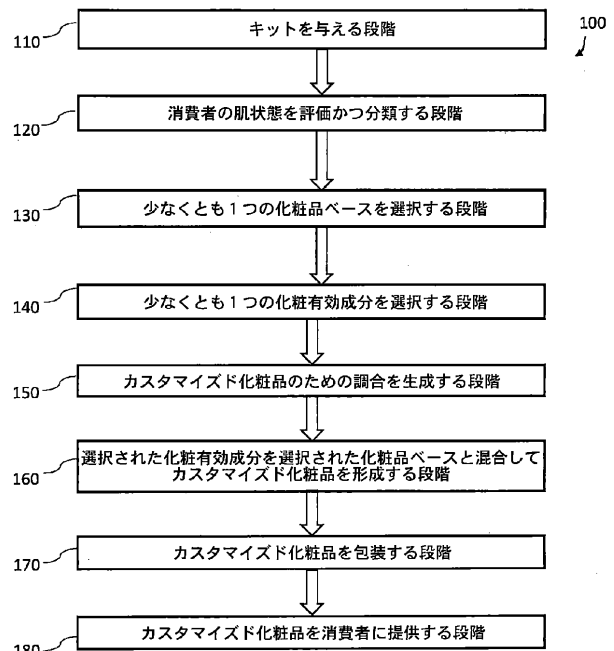 100
キットを与える段階
110
消費者の肌状態を評価かつ分類する段階
120
少なくとも1つの化粧品ベースを選択する段階
130
少なくとも1つの化粧有効成分を選択する段階
140
カスタマイズド化粧品のための調合を生成する段階
150
選択された化粧有効成分を選択された化粧品ベースと混合して
カスタマイズド化粧品を形成する段階
160
カスタマイズド化粧品を包装する段階
170
カスタマイズド化粧品を消費者に提供する段階
180